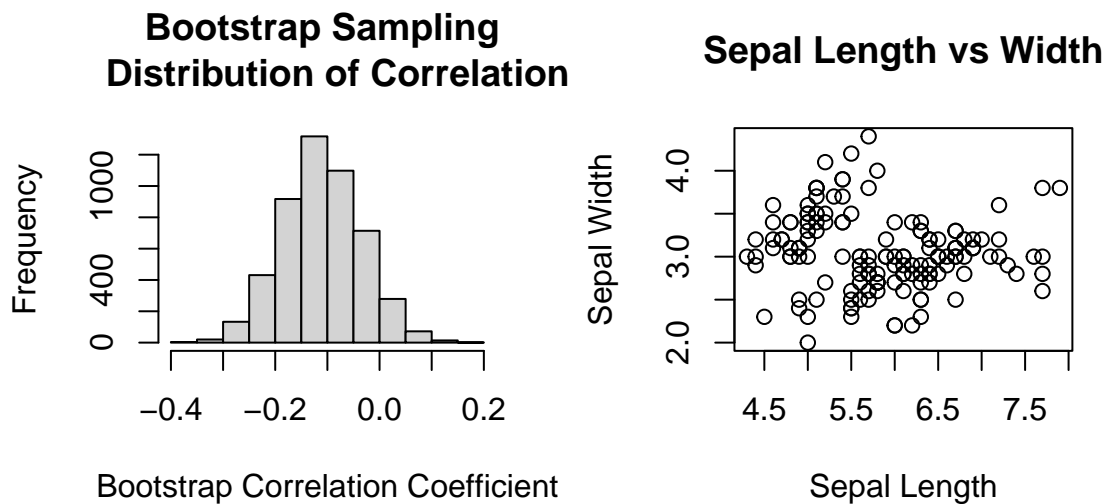 Bootstrap Sampling
Distribution of Correlation
Frequency
0
400
1000
−0.4
−0.2
0.0
0.2
Bootstrap Correlation Coefficient
Sepal Length vs Width
Sepal Width
2.0
3.0
4.0
4.5
5.5
6.5
7.5
Sepal Length